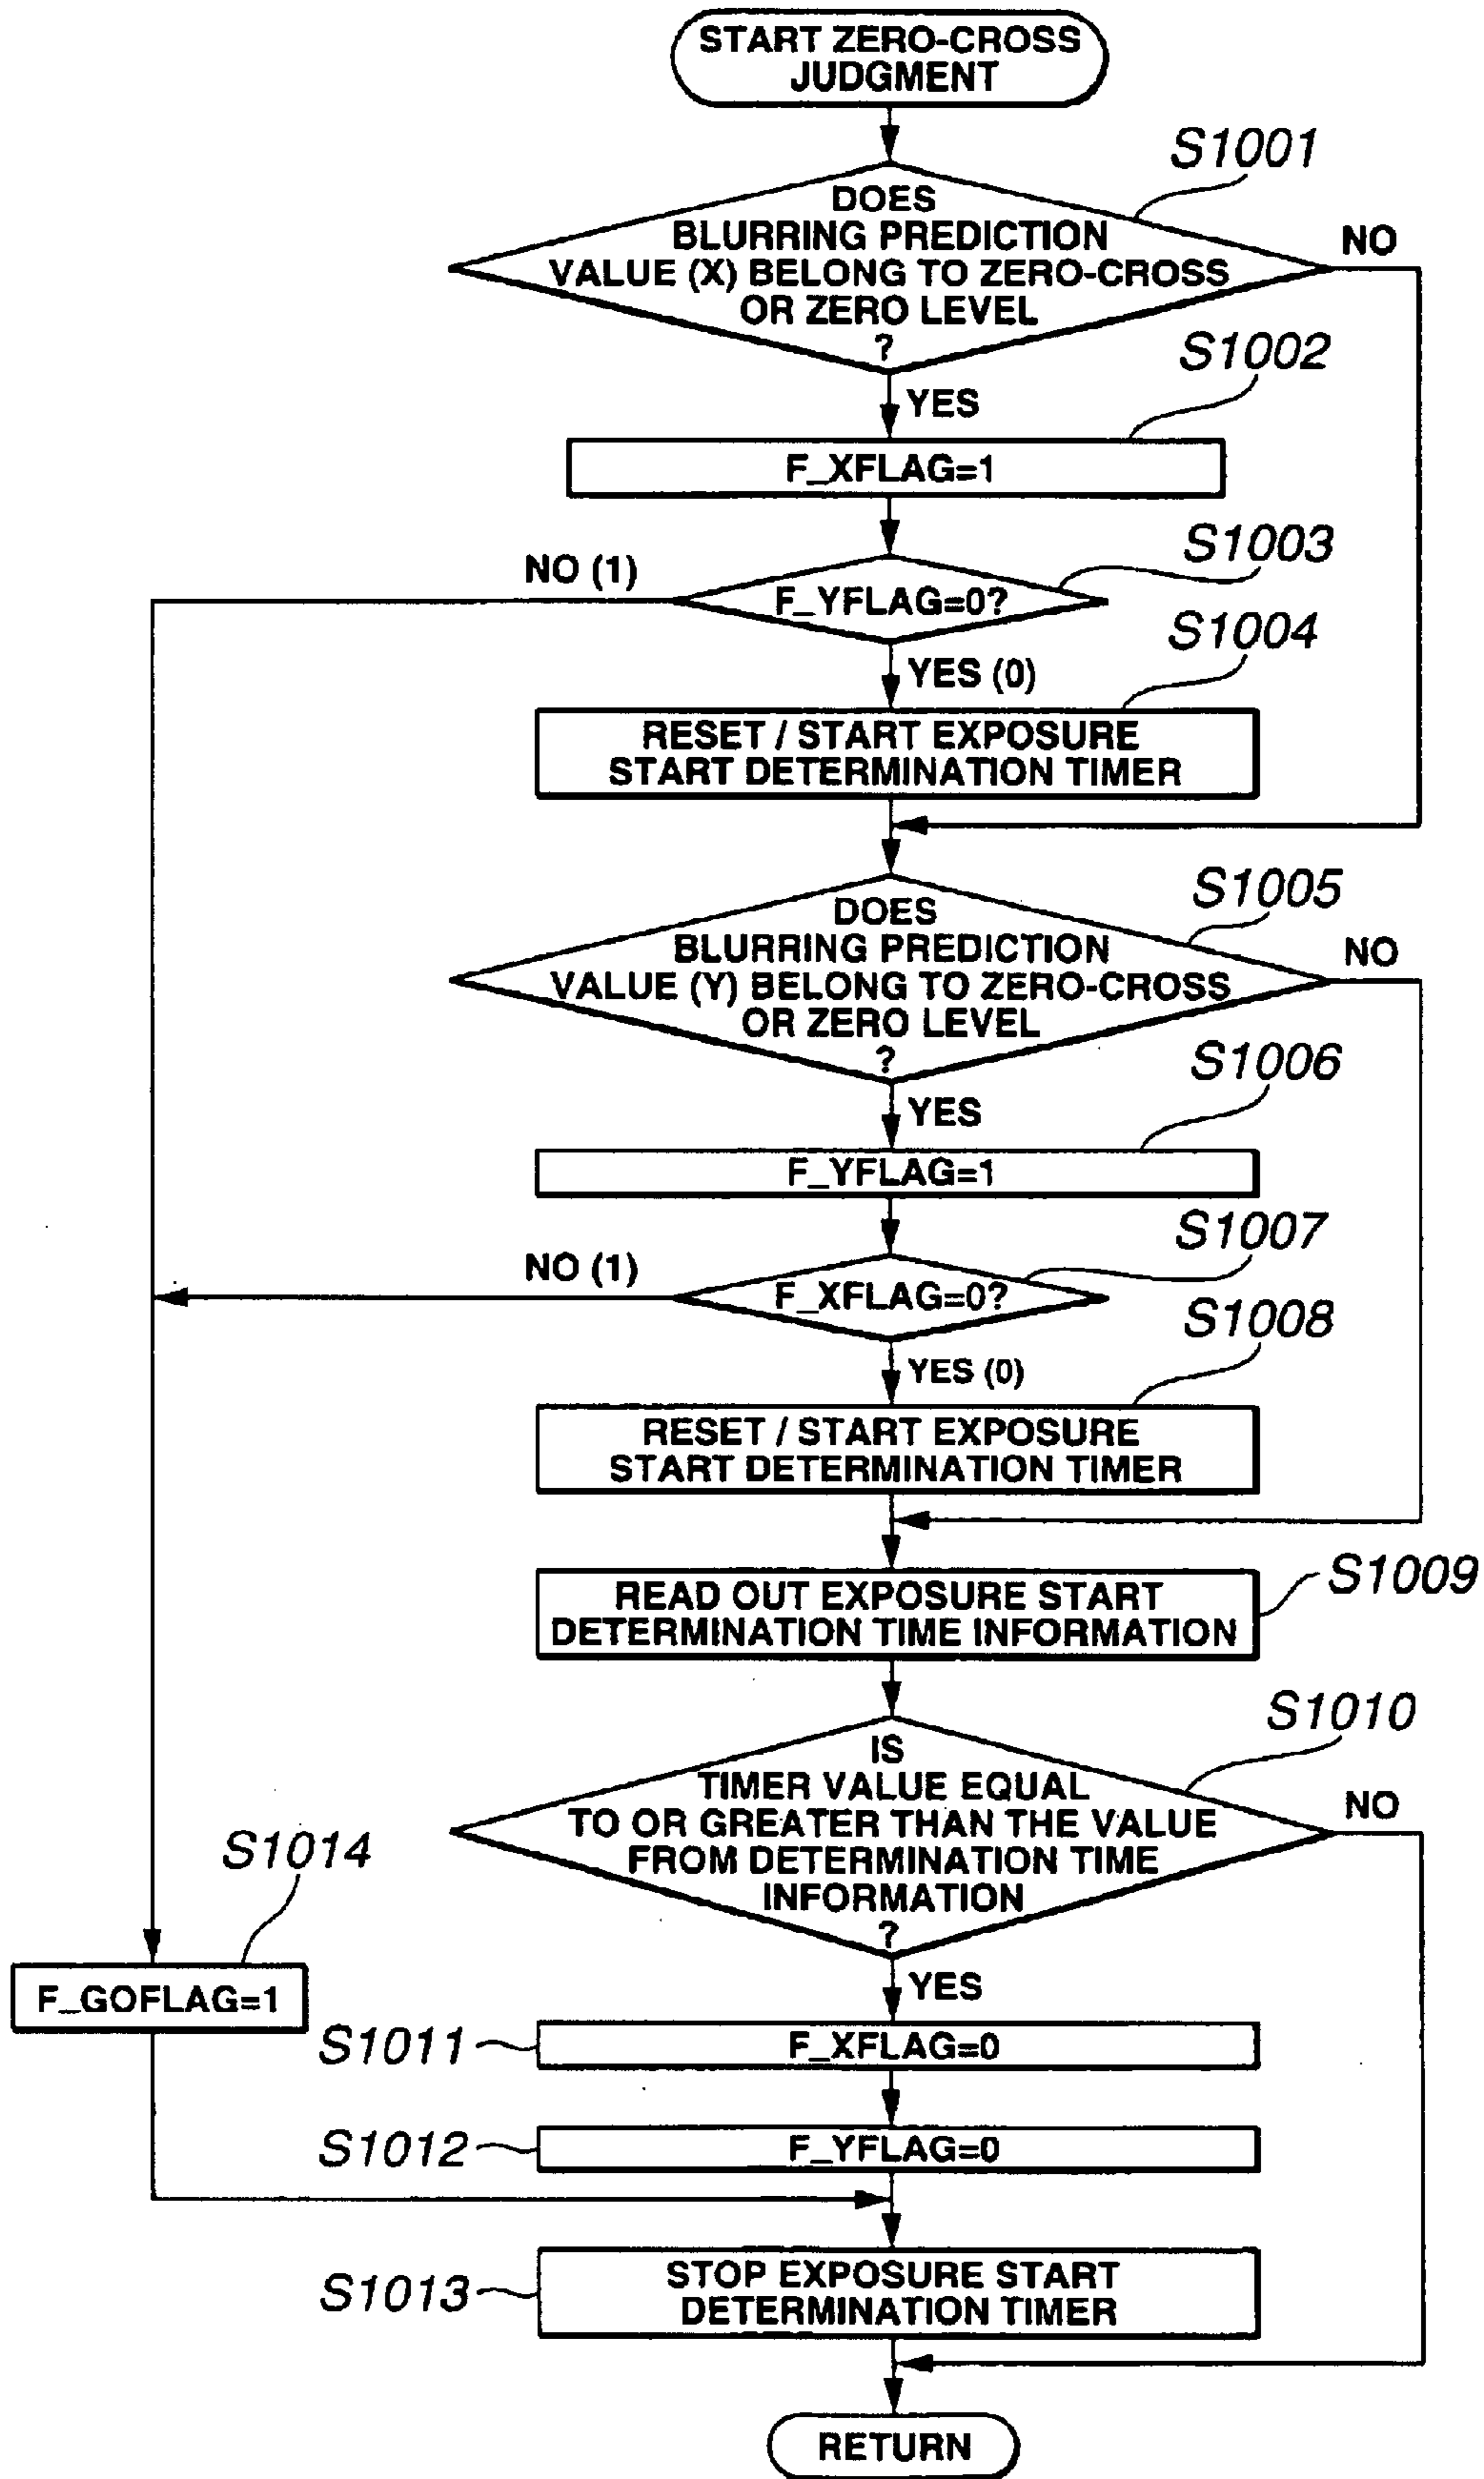 START ZERO-CROSS
JUDGMENT
S1001
DOES
BLURRING PREDICTION
VALUE (X) BELONG TO ZERO-CROSS
OR ZERO LEVEL
?
NO
YES
S1002
F_XFLAG=1
S1003
NO (1)
F_YFLAG=0?
YES (0)
S1004
RESET / START EXPOSURE
START DETERMINATION TIMER
S1005
DOES
BLURRING PREDICTION
VALUE (Y) BELONG TO ZERO-CROSS
OR ZERO LEVEL
?
NO
YES
S1006
F_YFLAG=1
S1007
NO (1)
F_XFLAG=0?
YES (0)
S1008
RESET / START EXPOSURE
START DETERMINATION TIMER
S1009
READ OUT EXPOSURE START
DETERMINATION TIME INFORMATION
S1010
IS
TIMER VALUE EQUAL
TO OR GREATER THAN THE VALUE
FROM DETERMINATION TIME
INFORMATION
?
NO
YES
S1014
F_GOFLAG=1
S1011
F_XFLAG=0
S1012
F_YFLAG=0
S1013
STOP EXPOSURE START
DETERMINATION TIMER
RETURN